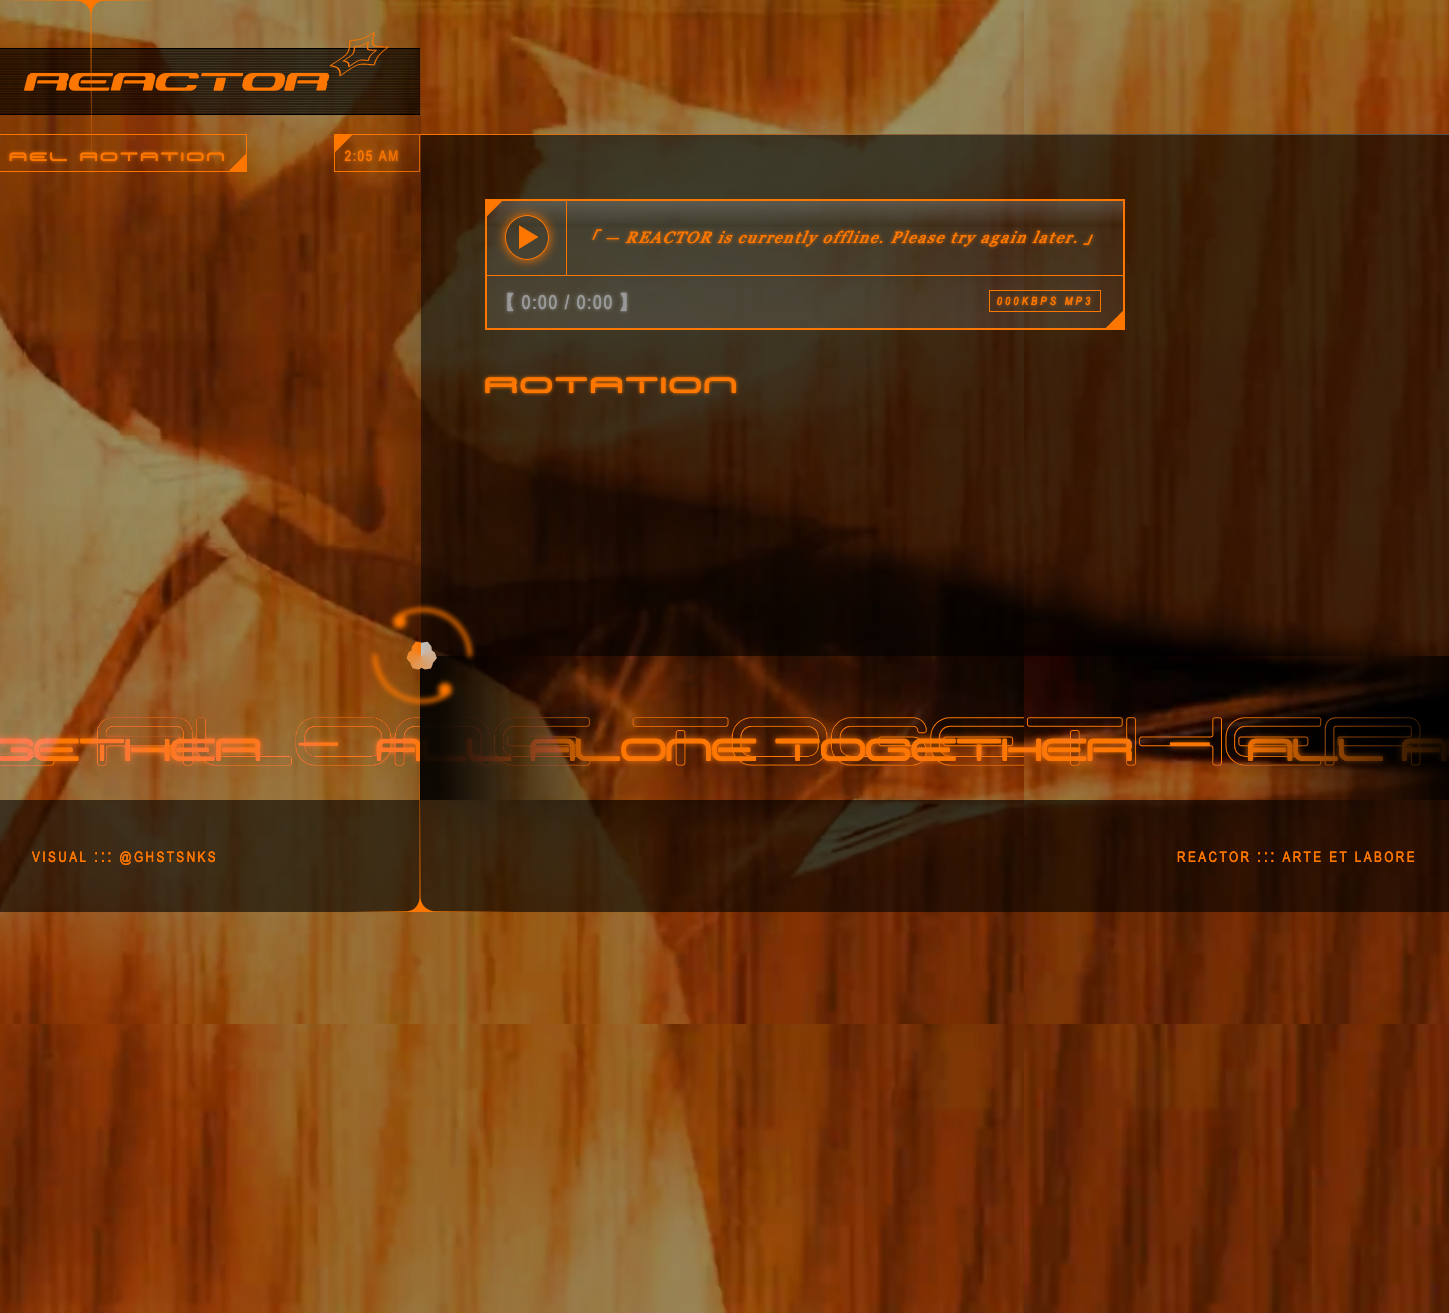 REACTOR
AEL ROTATION
2:05 AM
「 — REACTOR is currently offline. Please try again later. 」
【 0:00 / 0:00 】
000KBPS MP3
ROTATION
GETHER — ALL ALONE TOGETHER — ALL A
VISUAL ::: @GHSTSNKS
REACTOR ::: ARTE ET LABORE